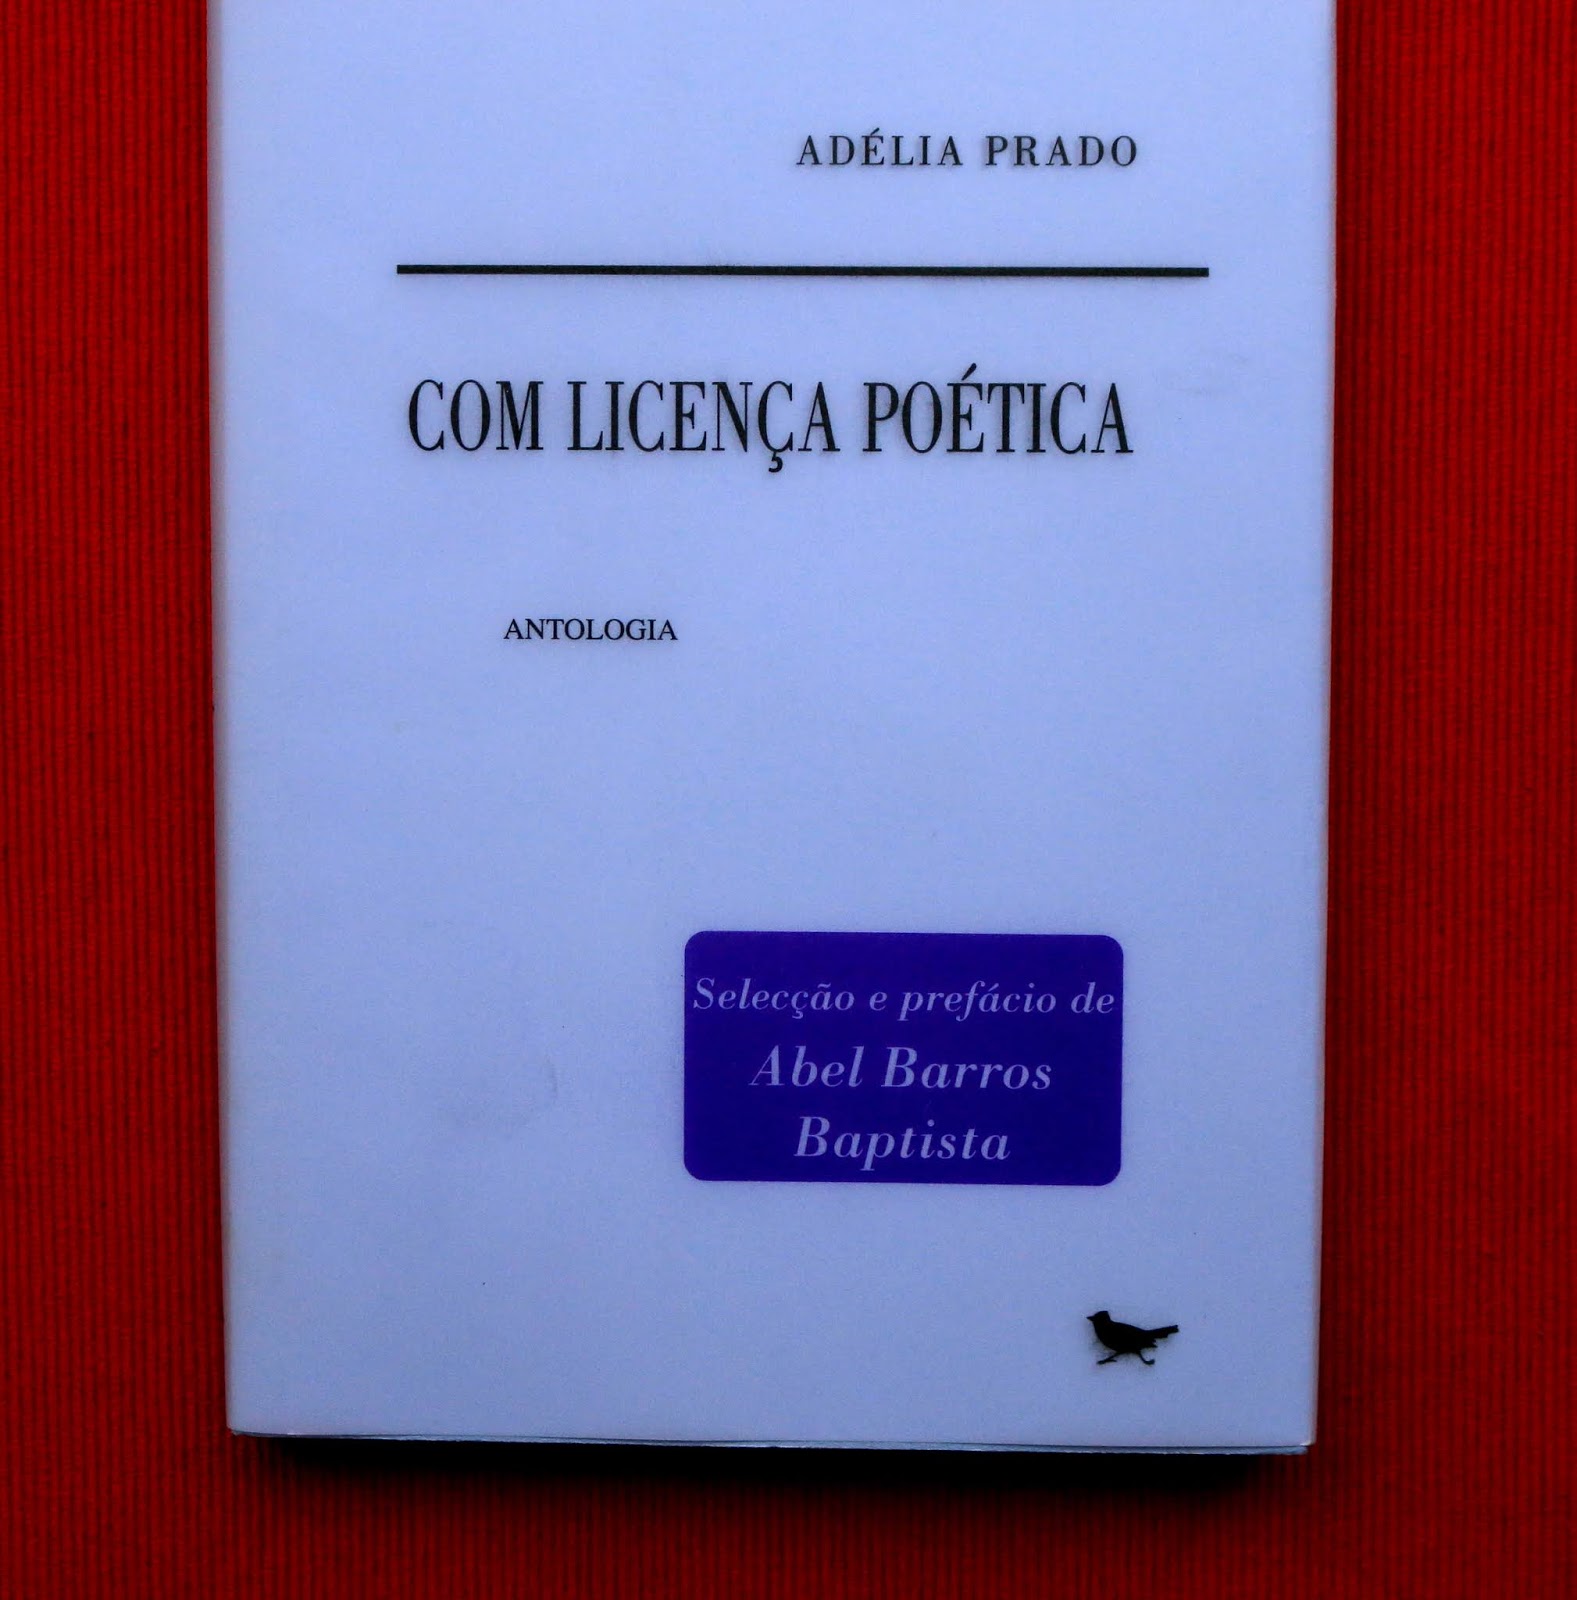 ADÉLIA PRADO
COM LICENÇA POÉTICA
ANTOLOGIA
Selecção e prefácio de
Abel Barros
Baptista